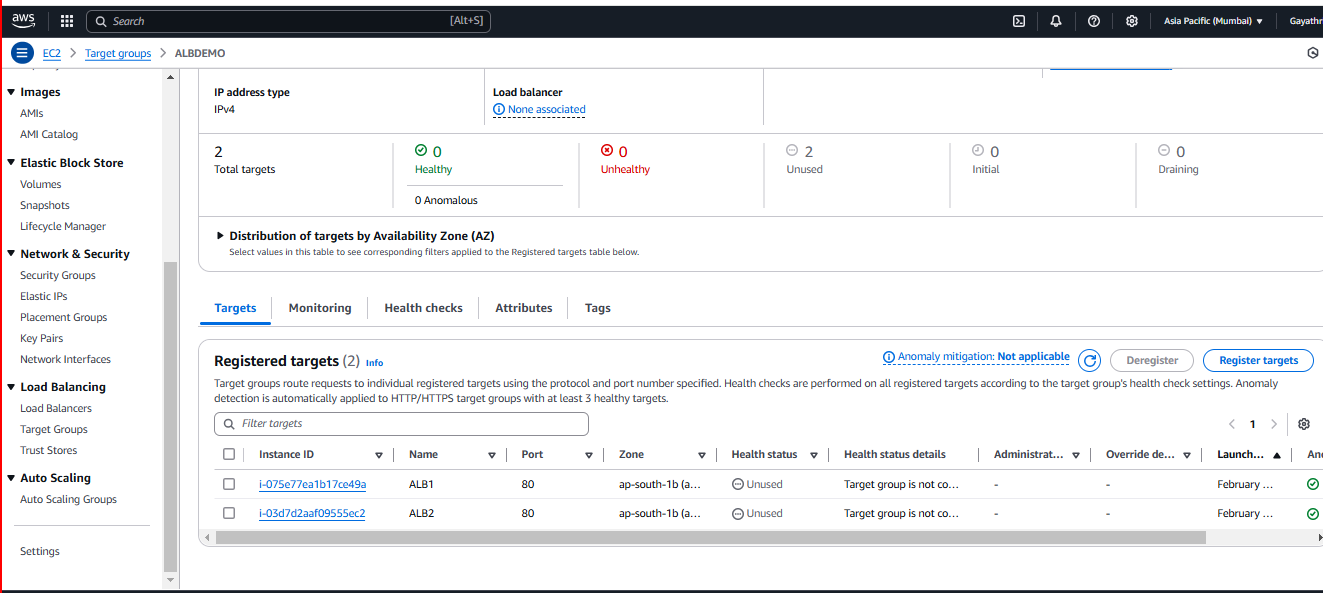 aws
Search [Alt+S] Asia Pacific (Mumbai) Gayathr
EC2 Target groups ALBDEMO
Images
AMIs
AMI Catalog
Elastic Block Store
Volumes
Snapshots
Lifecycle Manager
Network & Security
Security Groups
Elastic IPs
Placement Groups
Key Pairs
Network Interfaces
Load Balancing
Load Balancers
Target Groups
Trust Stores
Auto Scaling
Auto Scaling Groups
Settings
IP address type
IPv4
Load balancer
None associated
2
Total targets
0
Healthy
0 Anomalous
0
Unhealthy
2
Unused
0
Initial
0
Draining
Distribution of targets by Availability Zone (AZ)
Select values in this table to see corresponding filters applied to the Registered targets table below.
Targets Monitoring Health checks Attributes Tags
Registered targets (2) Info
Anomaly mitigation: Not applicable Deregister Register targets
Target groups route requests to individual registered targets using the protocol and port number specified. Health checks are performed on all registered targets according to the target group's health check settings. Anomaly
detection is automatically applied to HTTP/HTTPS target groups with at least 3 healthy targets.
Filter targets
1
Instance ID Name Port Zone Health status Health status details Administrat... Override de... Launch... An
i-075e77ea1b17ce49a ALB1 80 ap-south-1b (a... Unused Target group is not co... - - February ...
i-03d7d2aaf09555ec2 ALB2 80 ap-south-1b (a... Unused Target group is not co... - - February ...